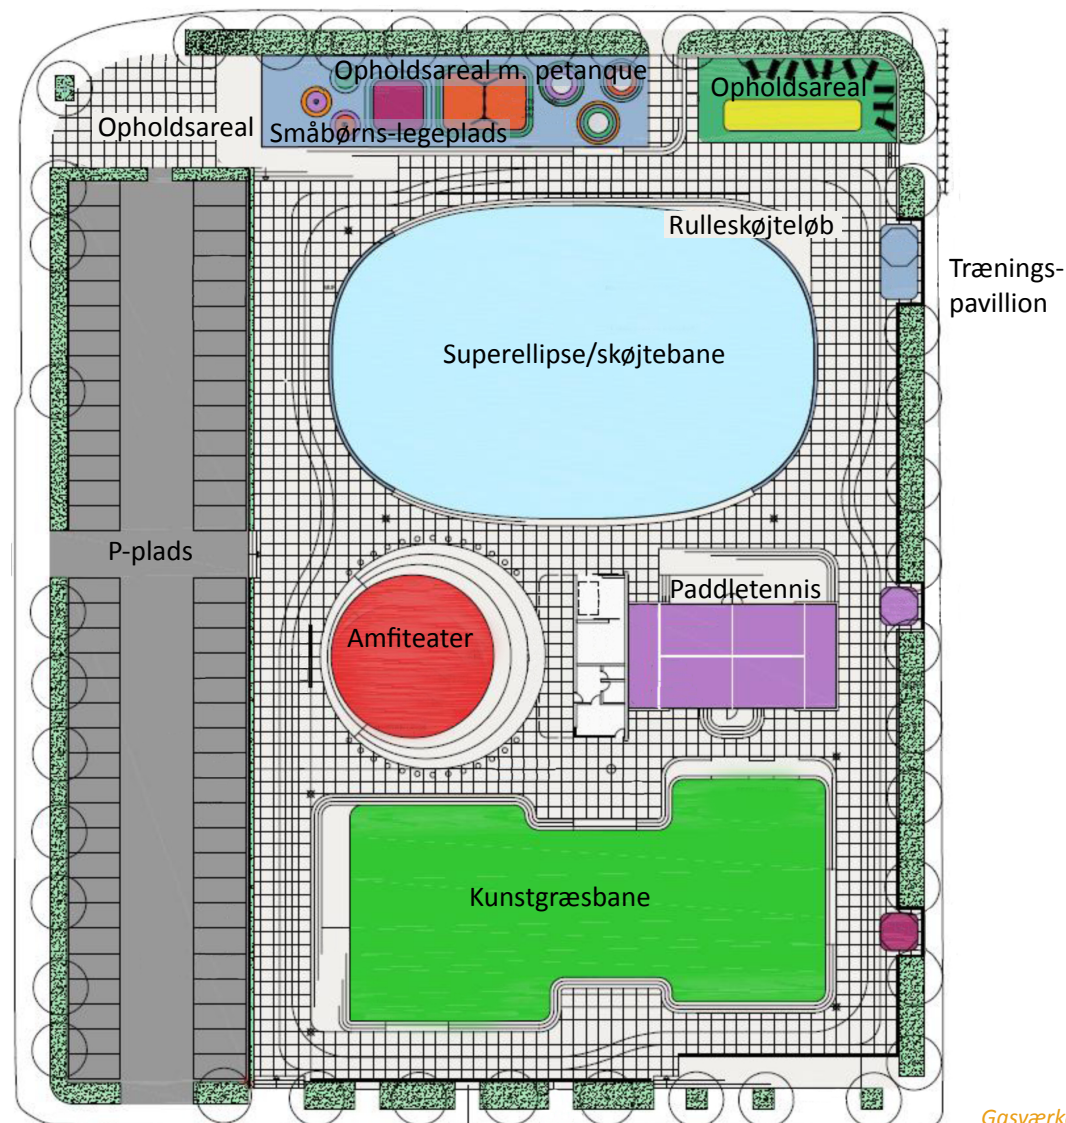 Opholdsareal m. petanque
Opholdsareal
Opholdsareal
Småbørns-legeplads
Rulleskøjteløb
Trænings-
pavillion
Superellipse/skøjtebane
P-plads
Paddletennis
Amfiteater
Kunstgræsbane